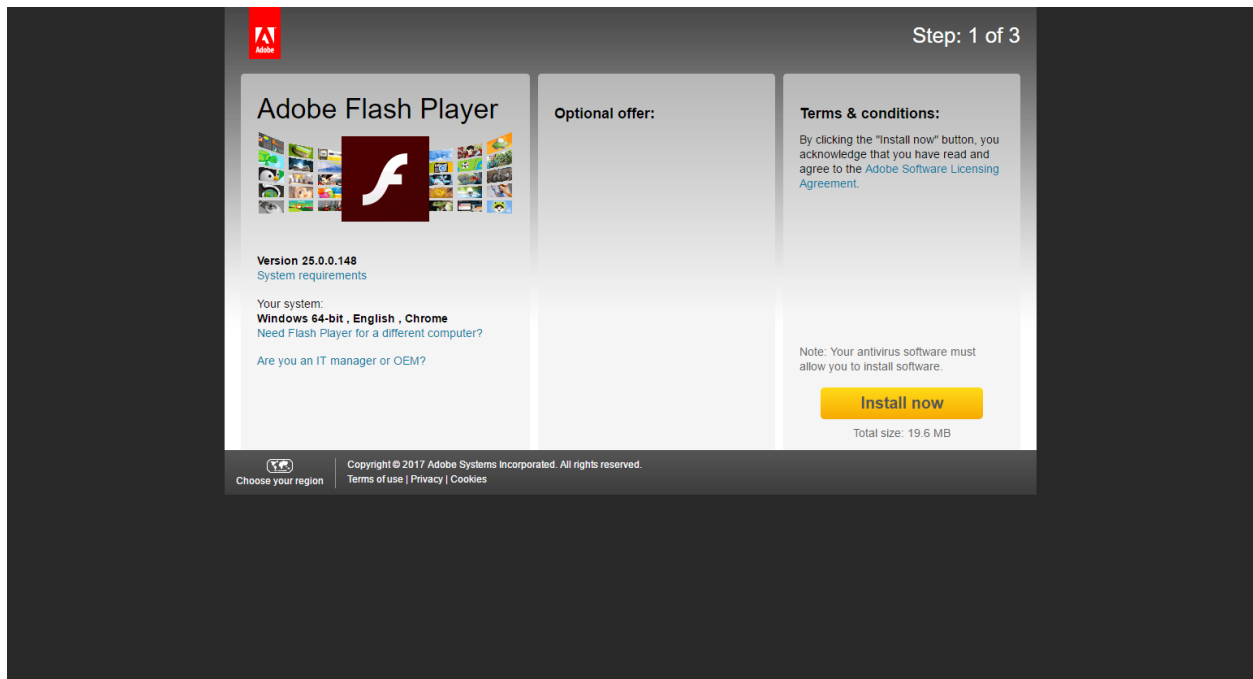 Adobe
Step: 1 of 3
Adobe Flash Player
Version 25.0.0.148
System requirements
Your system:
Windows 64-bit , English , Chrome
Need Flash Player for a different computer?
Are you an IT manager or OEM?
Optional offer:
Terms & conditions:
By clicking the "Install now" button, you
acknowledge that you have read and
agree to the Adobe Software Licensing
Agreement.
Note: Your antivirus software must
allow you to install software.
Install now
Total size: 19.6 MB
Choose your region
Copyright © 2017 Adobe Systems Incorporated. All rights reserved.
Terms of use | Privacy | Cookies